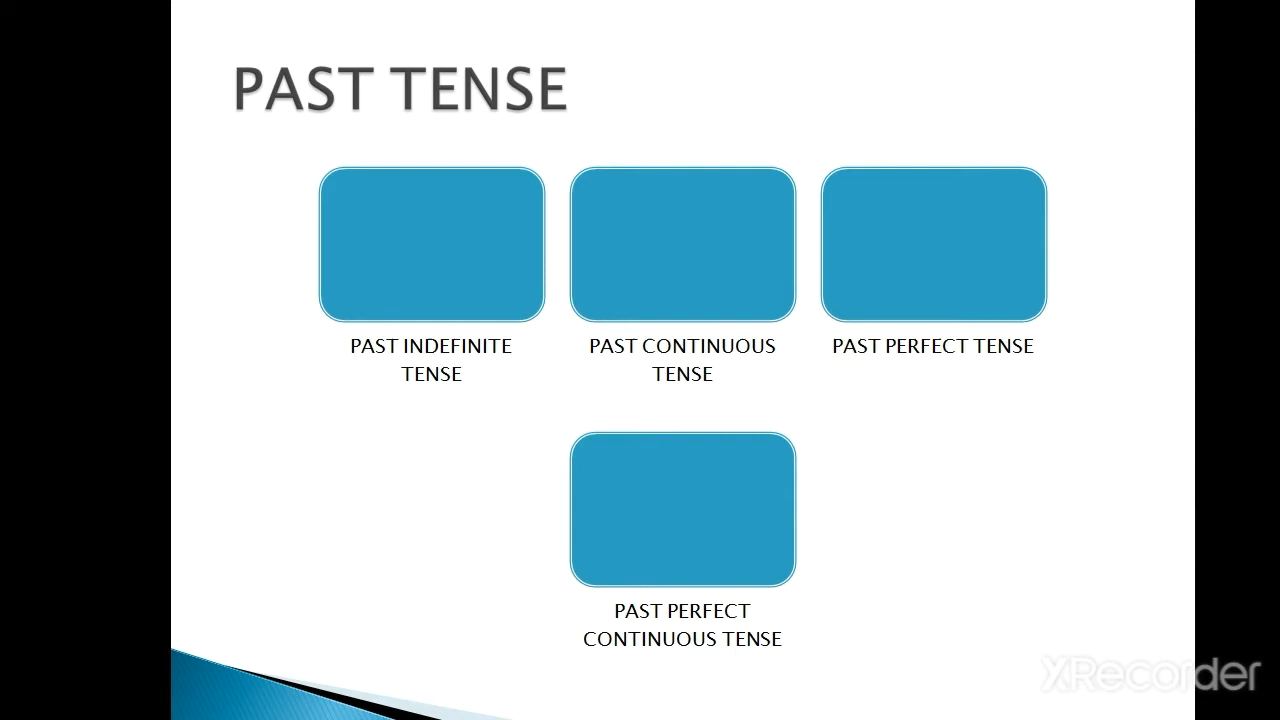 PAST TENSE
PAST INDEFINITE
TENSE
PAST CONTINUOUS
TENSE
PAST PERFECT TENSE
PAST PERFECT
CONTINUOUS TENSE
XRecorder